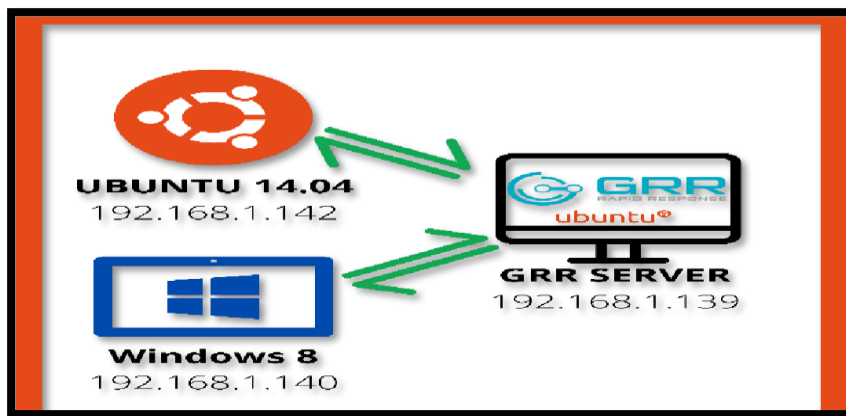 UBUNTU 14.04
192.168.1.142
GRR
RAPID RESPONSE
ubuntu®
GRR SERVER
192.168.1.139
Windows 8
192.168.1.140